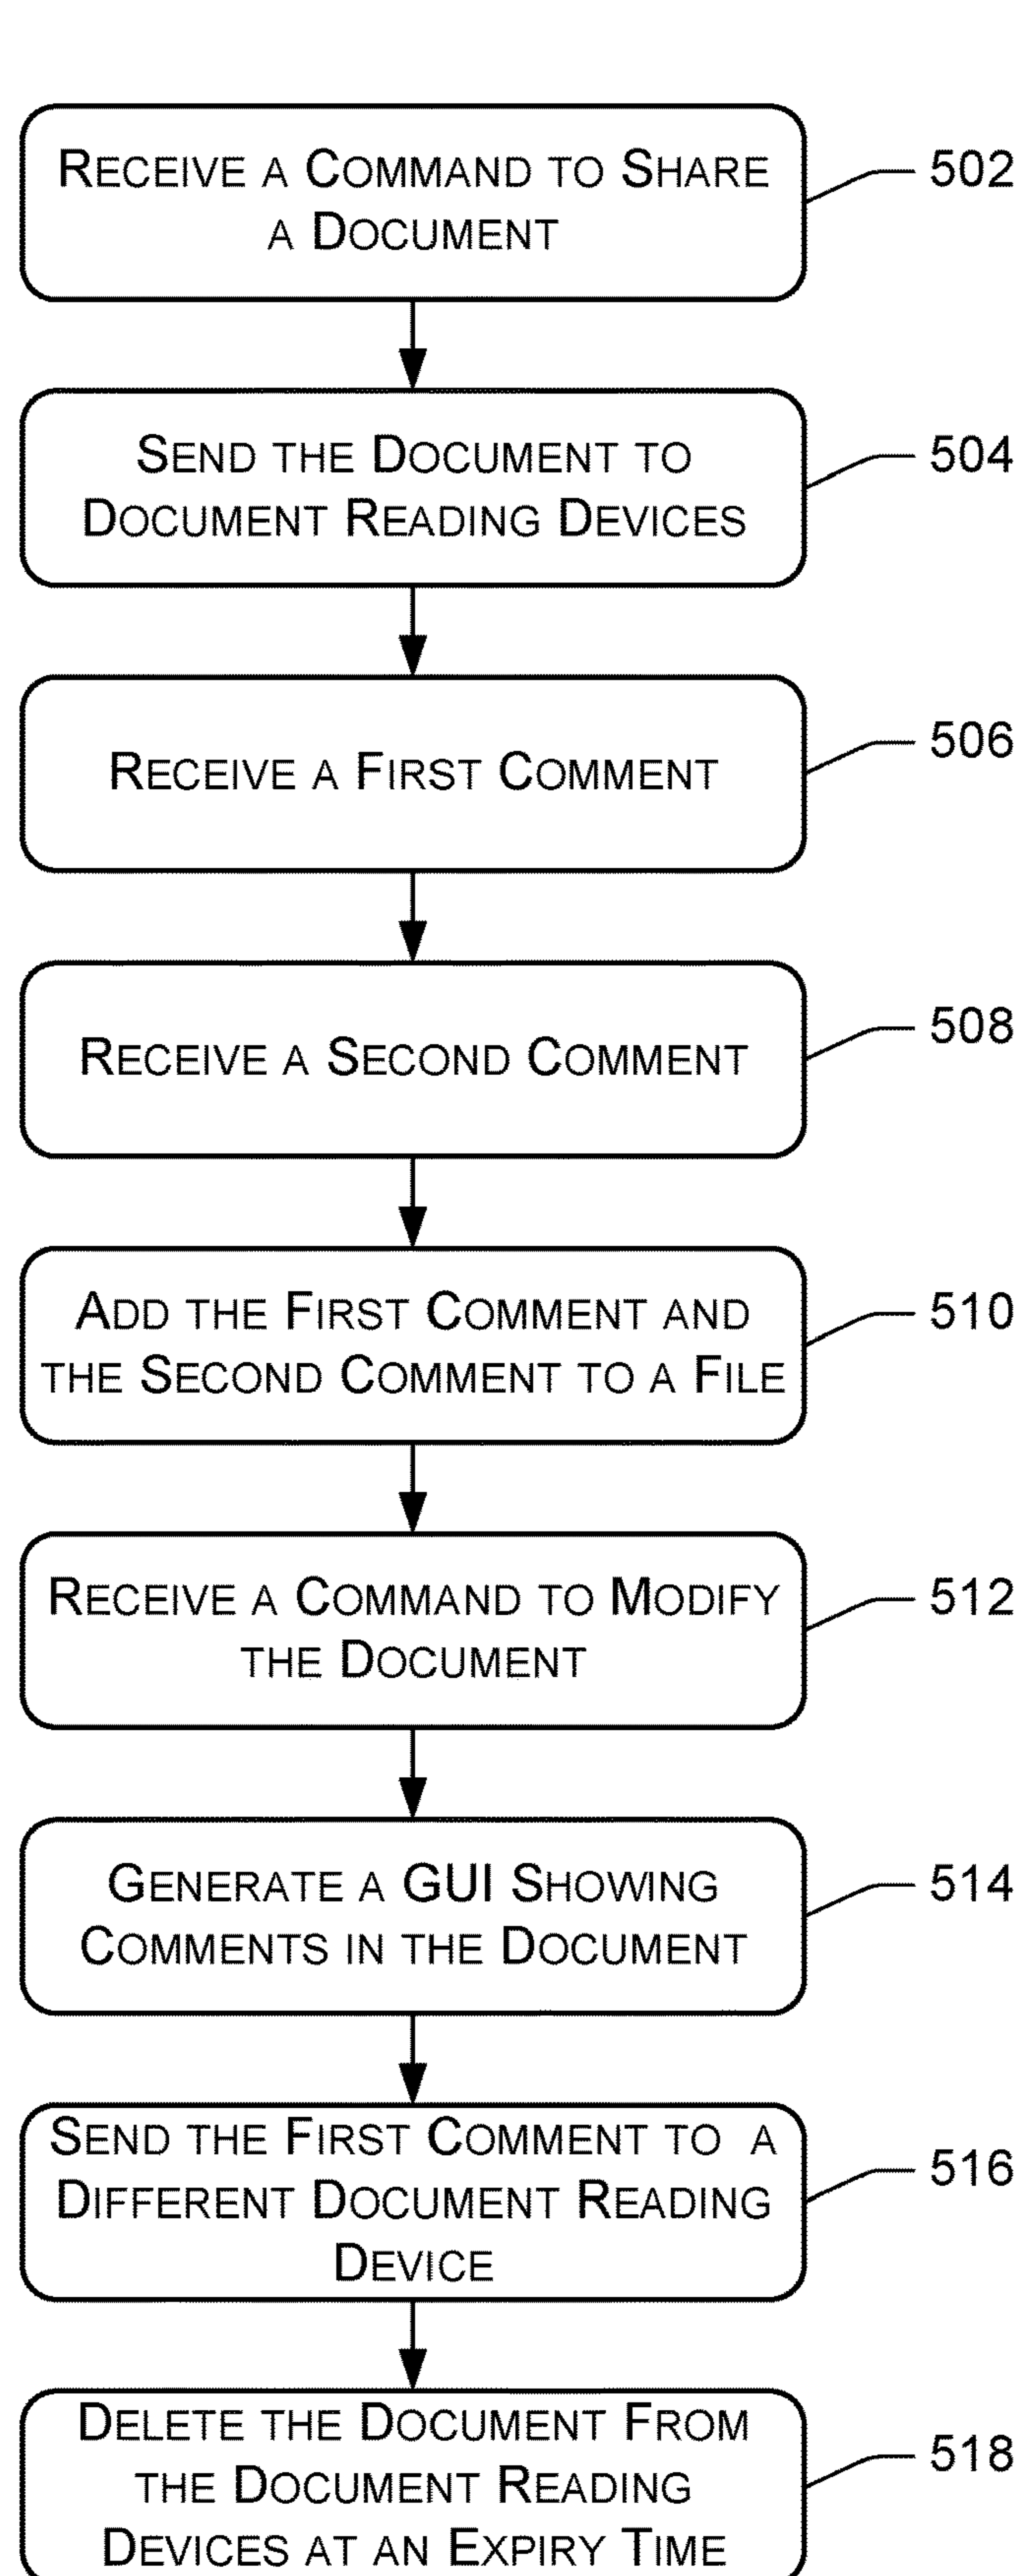 RECEIVE A COMMAND TO SHARE
A DOCUMENT
502
SEND THE DOCUMENT TO
DOCUMENT READING DEVICES
504
RECEIVE A FIRST COMMENT
506
RECEIVE A SECOND COMMENT
508
ADD THE FIRST COMMENT AND
THE SECOND COMMENT TO A FILE
510
RECEIVE A COMMAND TO MODIFY
THE DOCUMENT
512
GENERATE A GUI SHOWING
COMMENTS IN THE DOCUMENT
514
SEND THE FIRST COMMENT TO A
DIFFERENT DOCUMENT READING
DEVICE
516
DELETE THE DOCUMENT FROM
THE DOCUMENT READING
DEVICES AT AN EXPIRY TIME
518